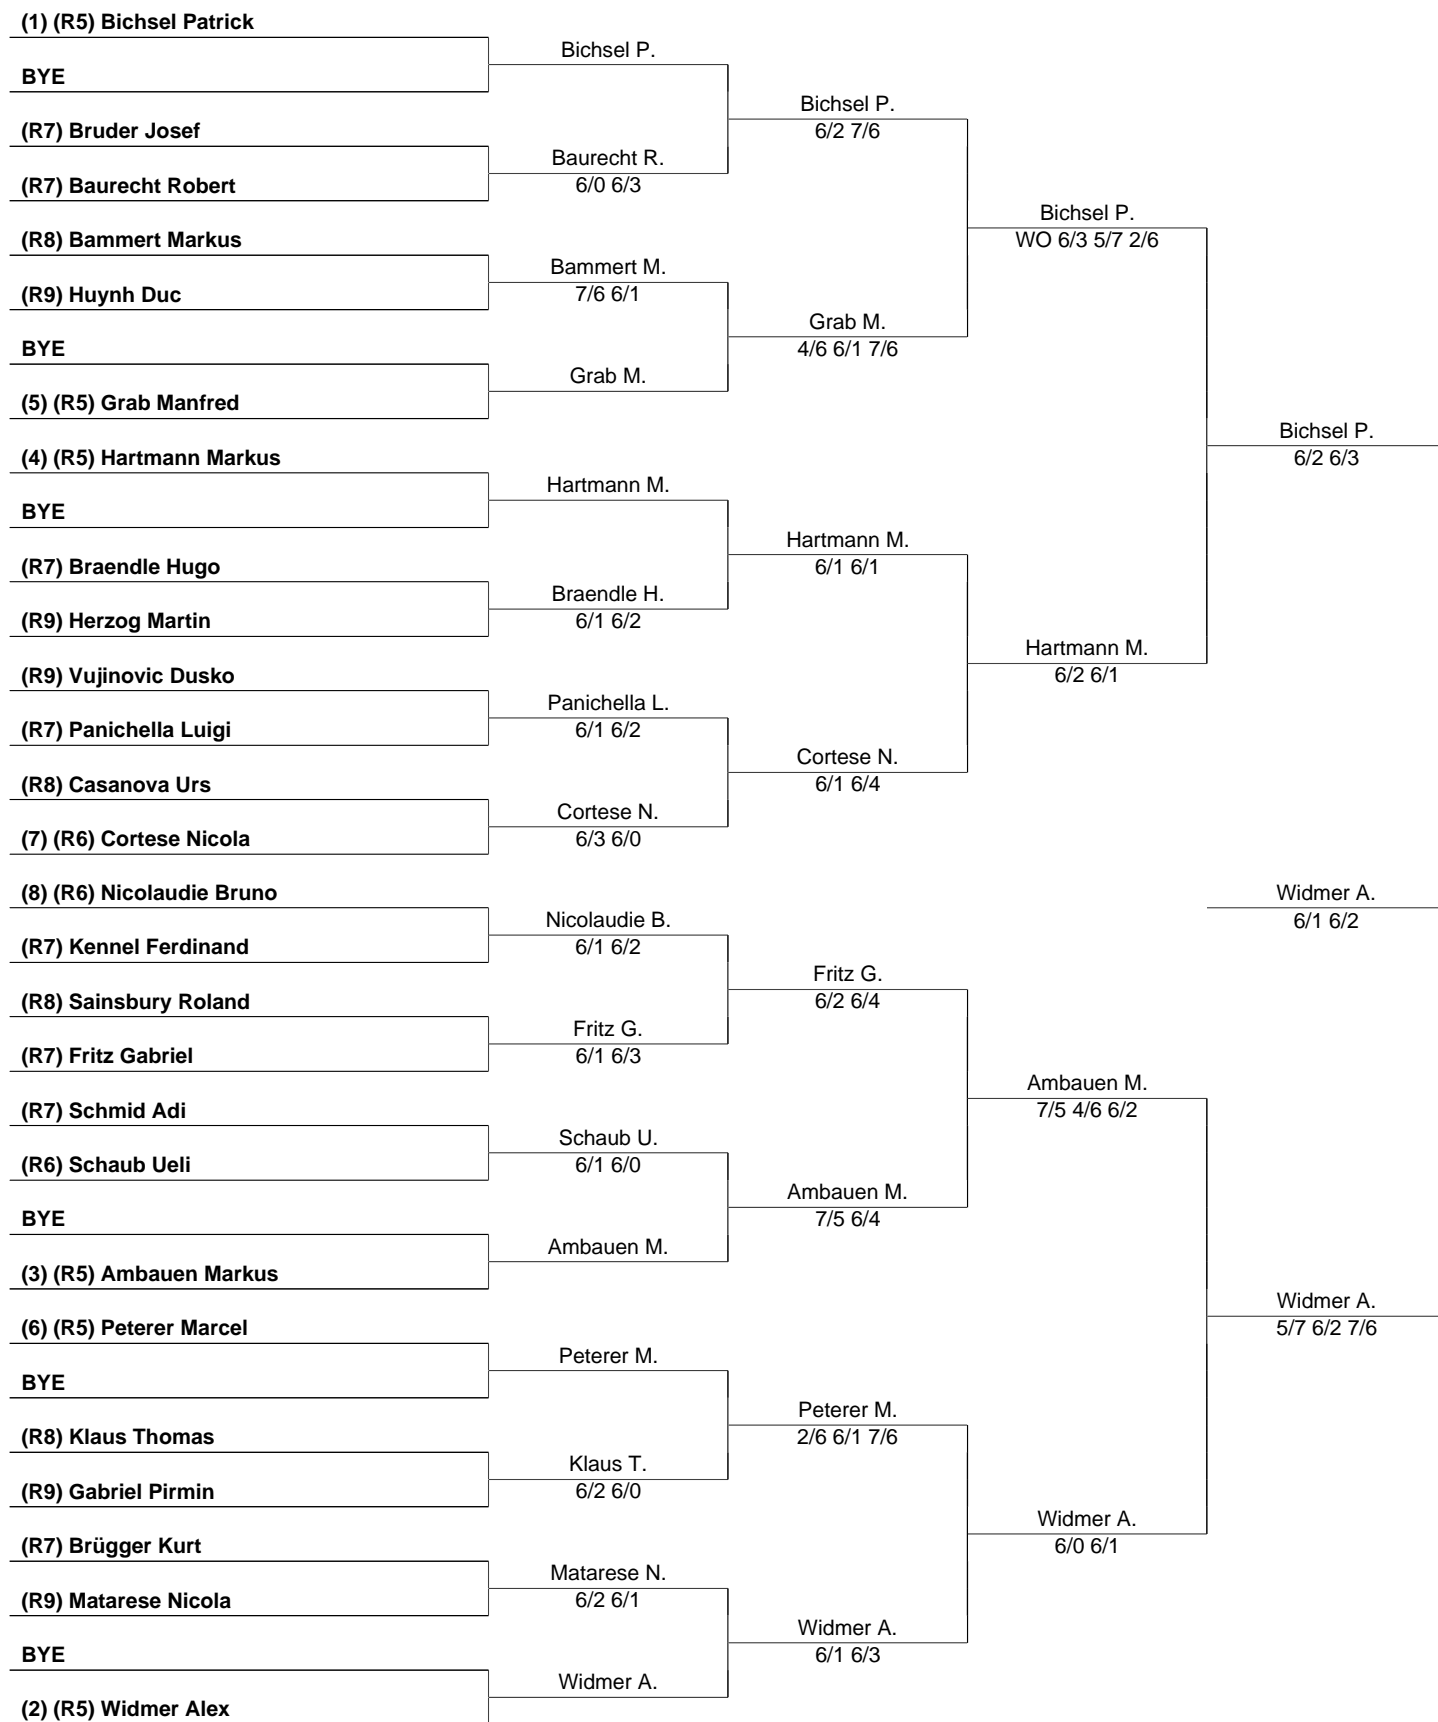 (1) (R5) Bichsel Patrick
Bichsel P.
BYE
Bichsel P.
6/2 7/6
(R7) Bruder Josef
Baurecht R.
6/0 6/3
(R7) Baurecht Robert
Bichsel P.
WO 6/3 5/7 2/6
(R8) Bammert Markus
Bammert M.
7/6 6/1
(R9) Huynh Duc
Grab M.
4/6 6/1 7/6
BYE
Grab M.
(5) (R5) Grab Manfred
Bichsel P.
6/2 6/3
(4) (R5) Hartmann Markus
Hartmann M.
BYE
Hartmann M.
6/1 6/1
(R7) Braendle Hugo
Braendle H.
6/1 6/2
(R9) Herzog Martin
Hartmann M.
6/2 6/1
(R9) Vujinovic Dusko
Panichella L.
6/1 6/2
(R7) Panichella Luigi
Cortese N.
6/1 6/4
(R8) Casanova Urs
Cortese N.
6/3 6/0
(7) (R6) Cortese Nicola
(8) (R6) Nicolaudie Bruno
Widmer A.
6/1 6/2
Nicolaudie B.
6/1 6/2
(R7) Kennel Ferdinand
Fritz G.
6/2 6/4
(R8) Sainsbury Roland
Fritz G.
6/1 6/3
(R7) Fritz Gabriel
Ambauen M.
7/5 4/6 6/2
(R7) Schmid Adi
Schaub U.
6/1 6/0
(R6) Schaub Ueli
Ambauen M.
7/5 6/4
BYE
Ambauen M.
(3) (R5) Ambauen Markus
Widmer A.
5/7 6/2 7/6
(6) (R5) Peterer Marcel
Peterer M.
BYE
Peterer M.
2/6 6/1 7/6
(R8) Klaus Thomas
Klaus T.
6/2 6/0
(R9) Gabriel Pirmin
Widmer A.
6/0 6/1
(R7) Brügger Kurt
Matarese N.
6/2 6/1
(R9) Matarese Nicola
Widmer A.
6/1 6/3
BYE
Widmer A.
(2) (R5) Widmer Alex